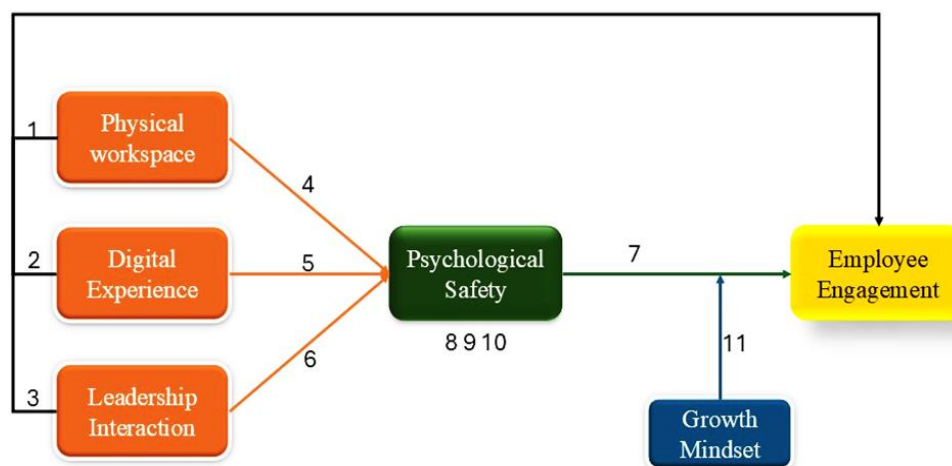 1
Physical
workspace
4
2
Digital
Experience
5
Psychological
Safety
8 9 10
7
Employee
Engagement
3
Leadership
Interaction
6
11
Growth
Mindset